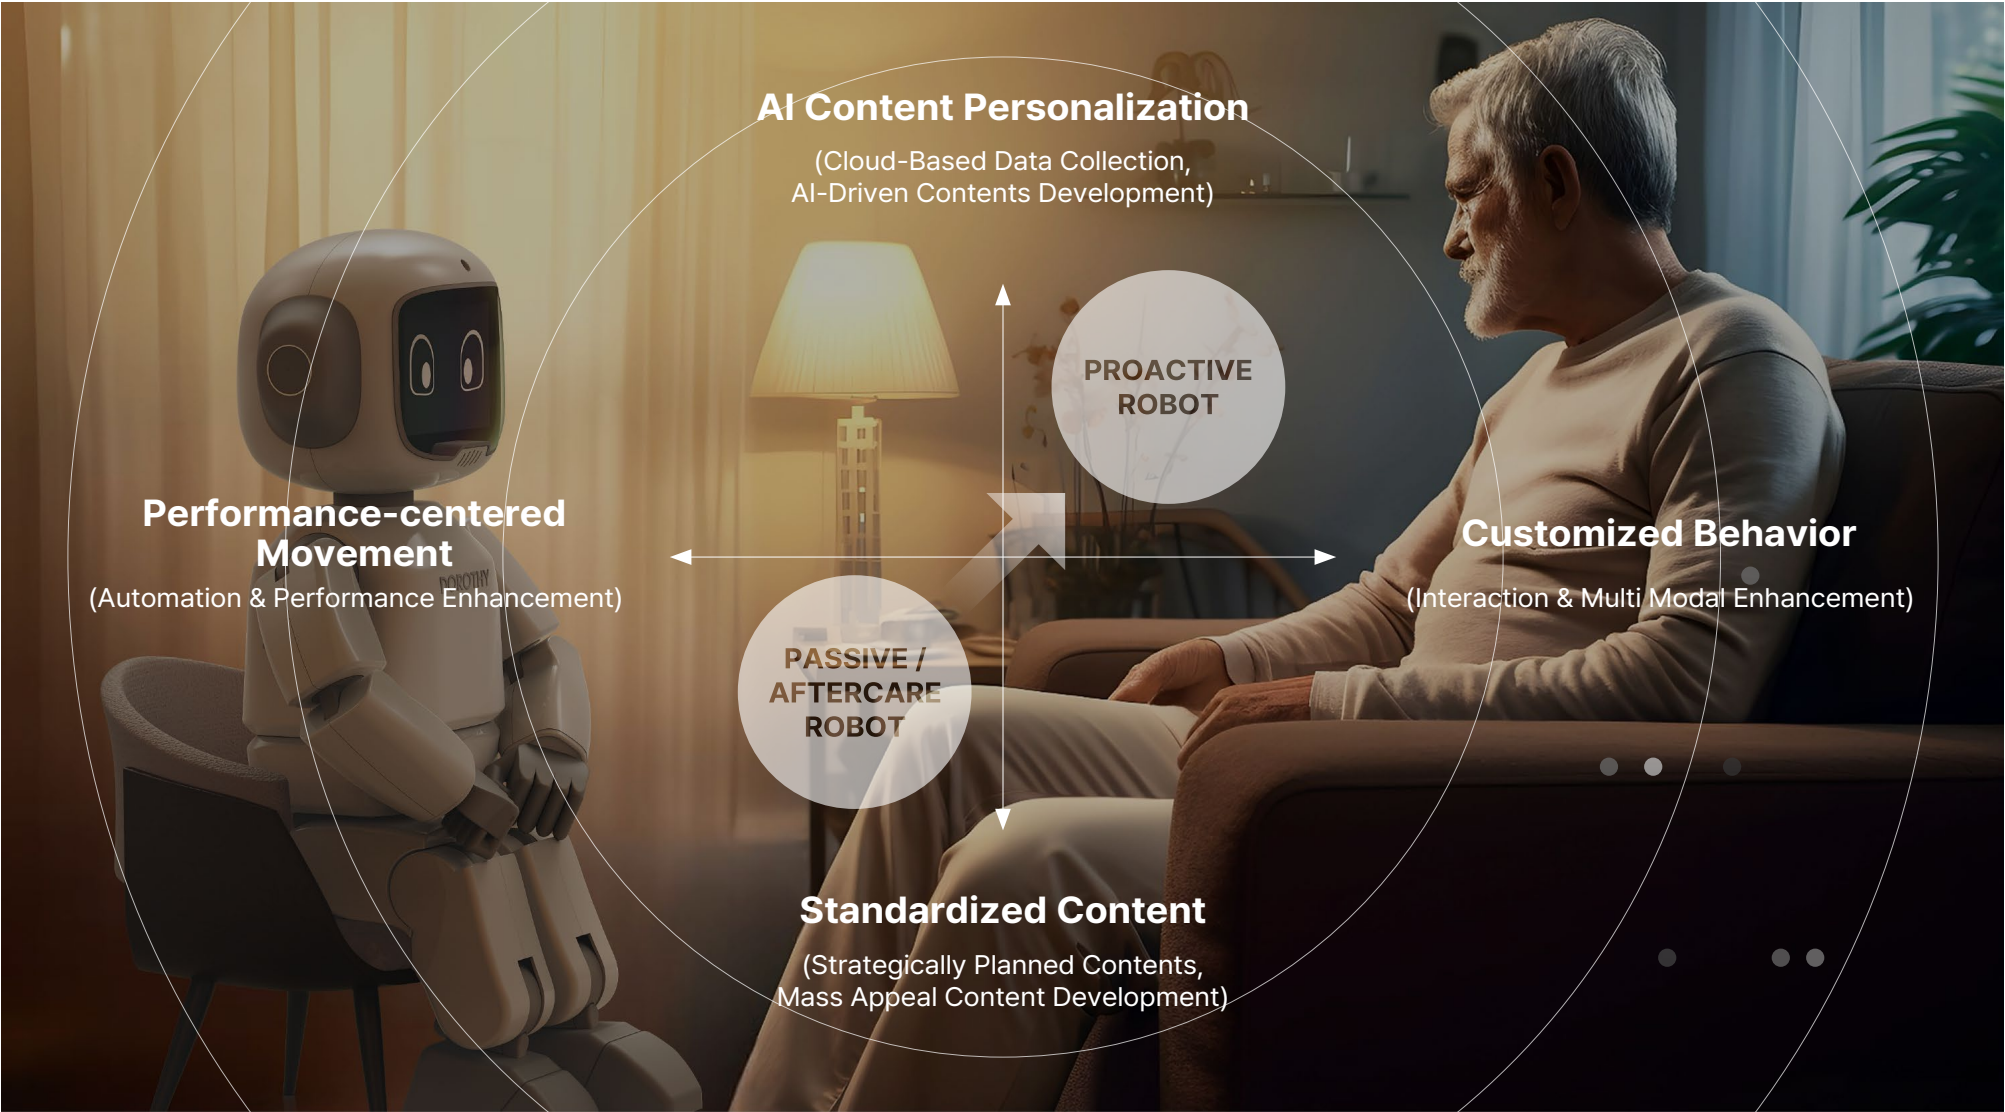 AI Content Personalization
(Cloud-Based Data Collection,
AI-Driven Contents Development)
PROACTIVE
ROBOT
Performance-centered
Movement
(Automation & Performance Enhancement)
DOROTHY
Customized Behavior
(Interaction & Multi Modal Enhancement)
PASSIVE /
AFTERCARE
ROBOT
Standardized Content
(Strategically Planned Contents,
Mass Appeal Content Development)